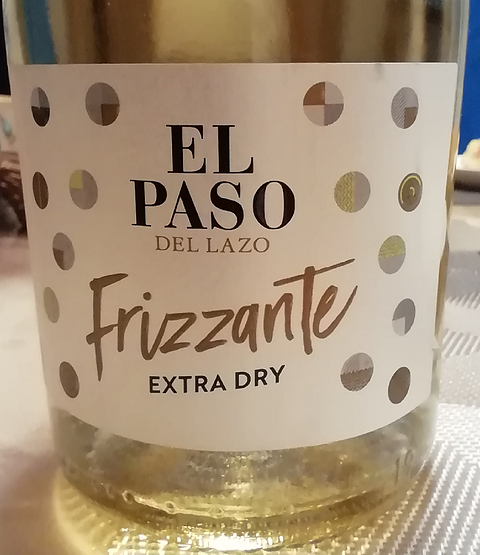 EL
PASO
DEL LAZO
Frizzante
EXTRA DRY